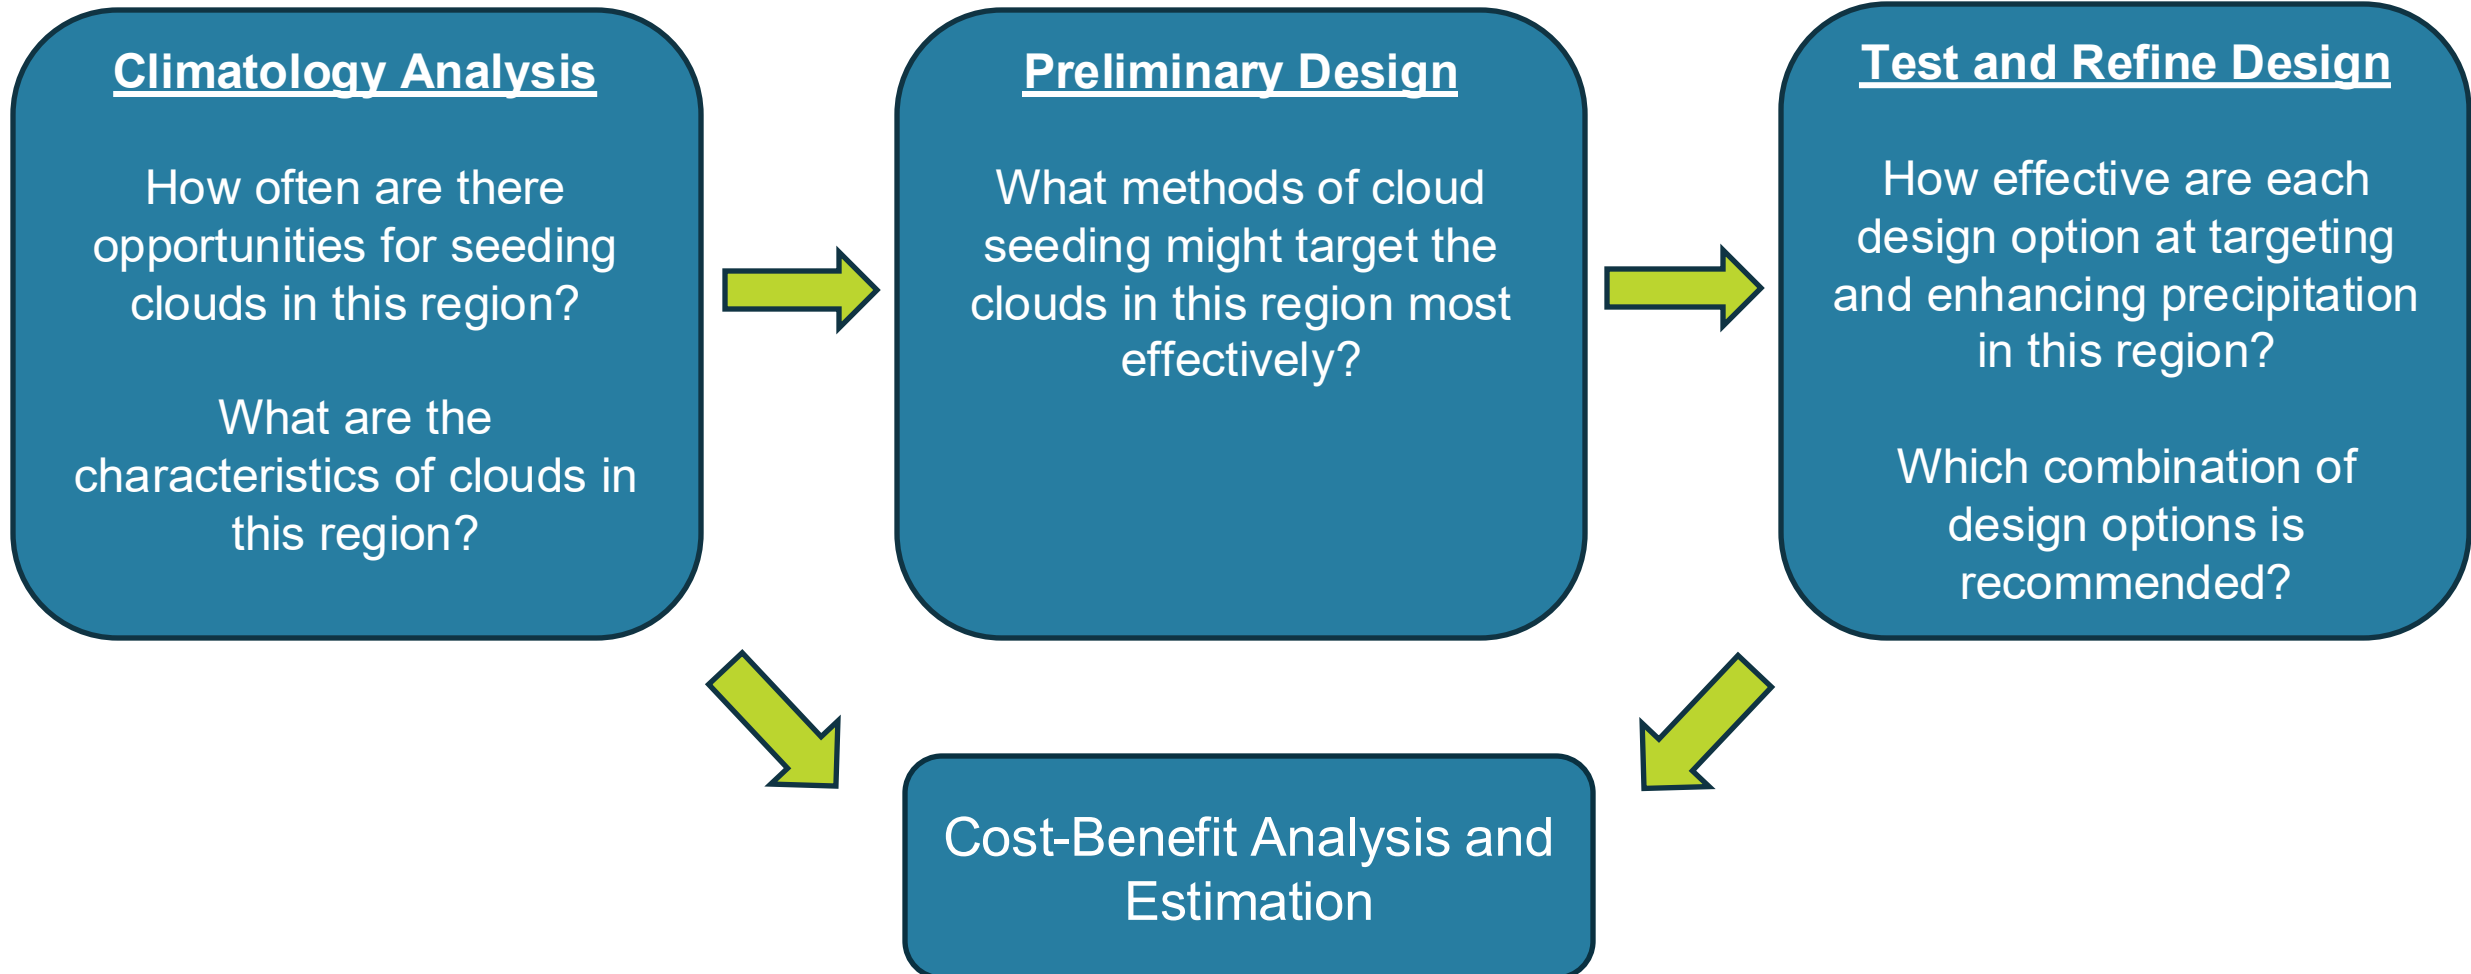 Climatology Analysis
How often are there
opportunities for seeding
clouds in this region?
What are the
characteristics of clouds in
this region?
Preliminary Design
What methods of cloud
seeding might target the
clouds in this region most
effectively?
Test and Refine Design
How effective are each
design option at targeting
and enhancing precipitation
in this region?
Which combination of
design options is
recommended?
Cost-Benefit Analysis and
Estimation